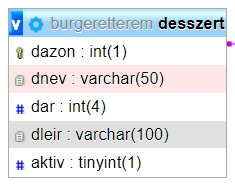 v burgeretterem desszert
dazon : int(1)
dnev : varchar(50)
dar : int(4)
dleir : varchar(100)
aktiv : tinyint(1)